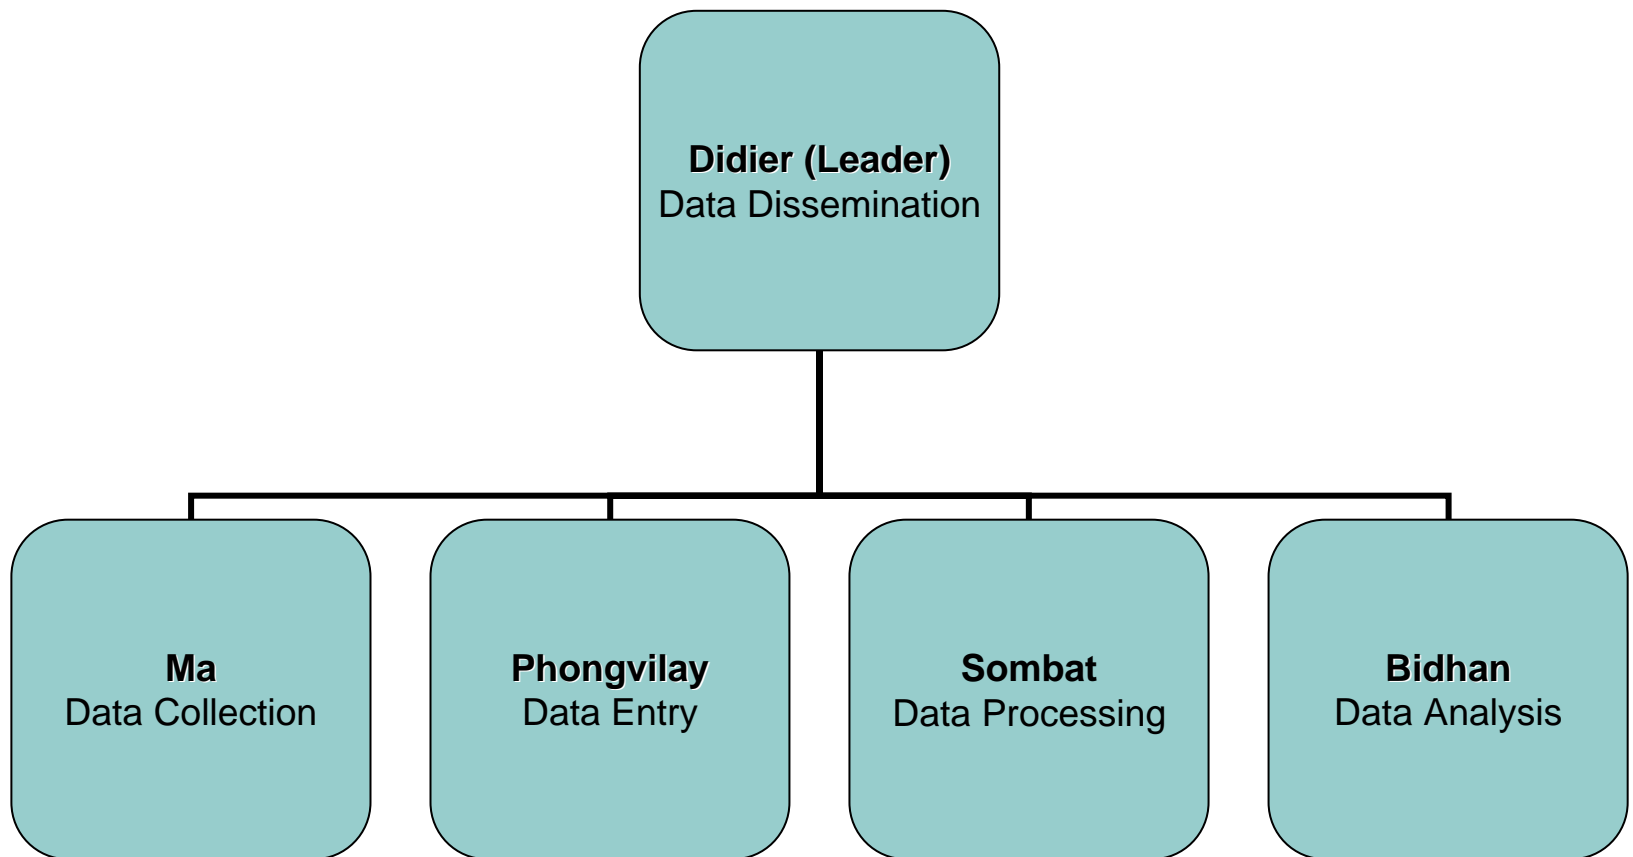 Didier (Leader)
Data Dissemination
Ma
Data Collection
Phongvilay
Data Entry
Sombat
Data Processing
Bidhan
Data Analysis